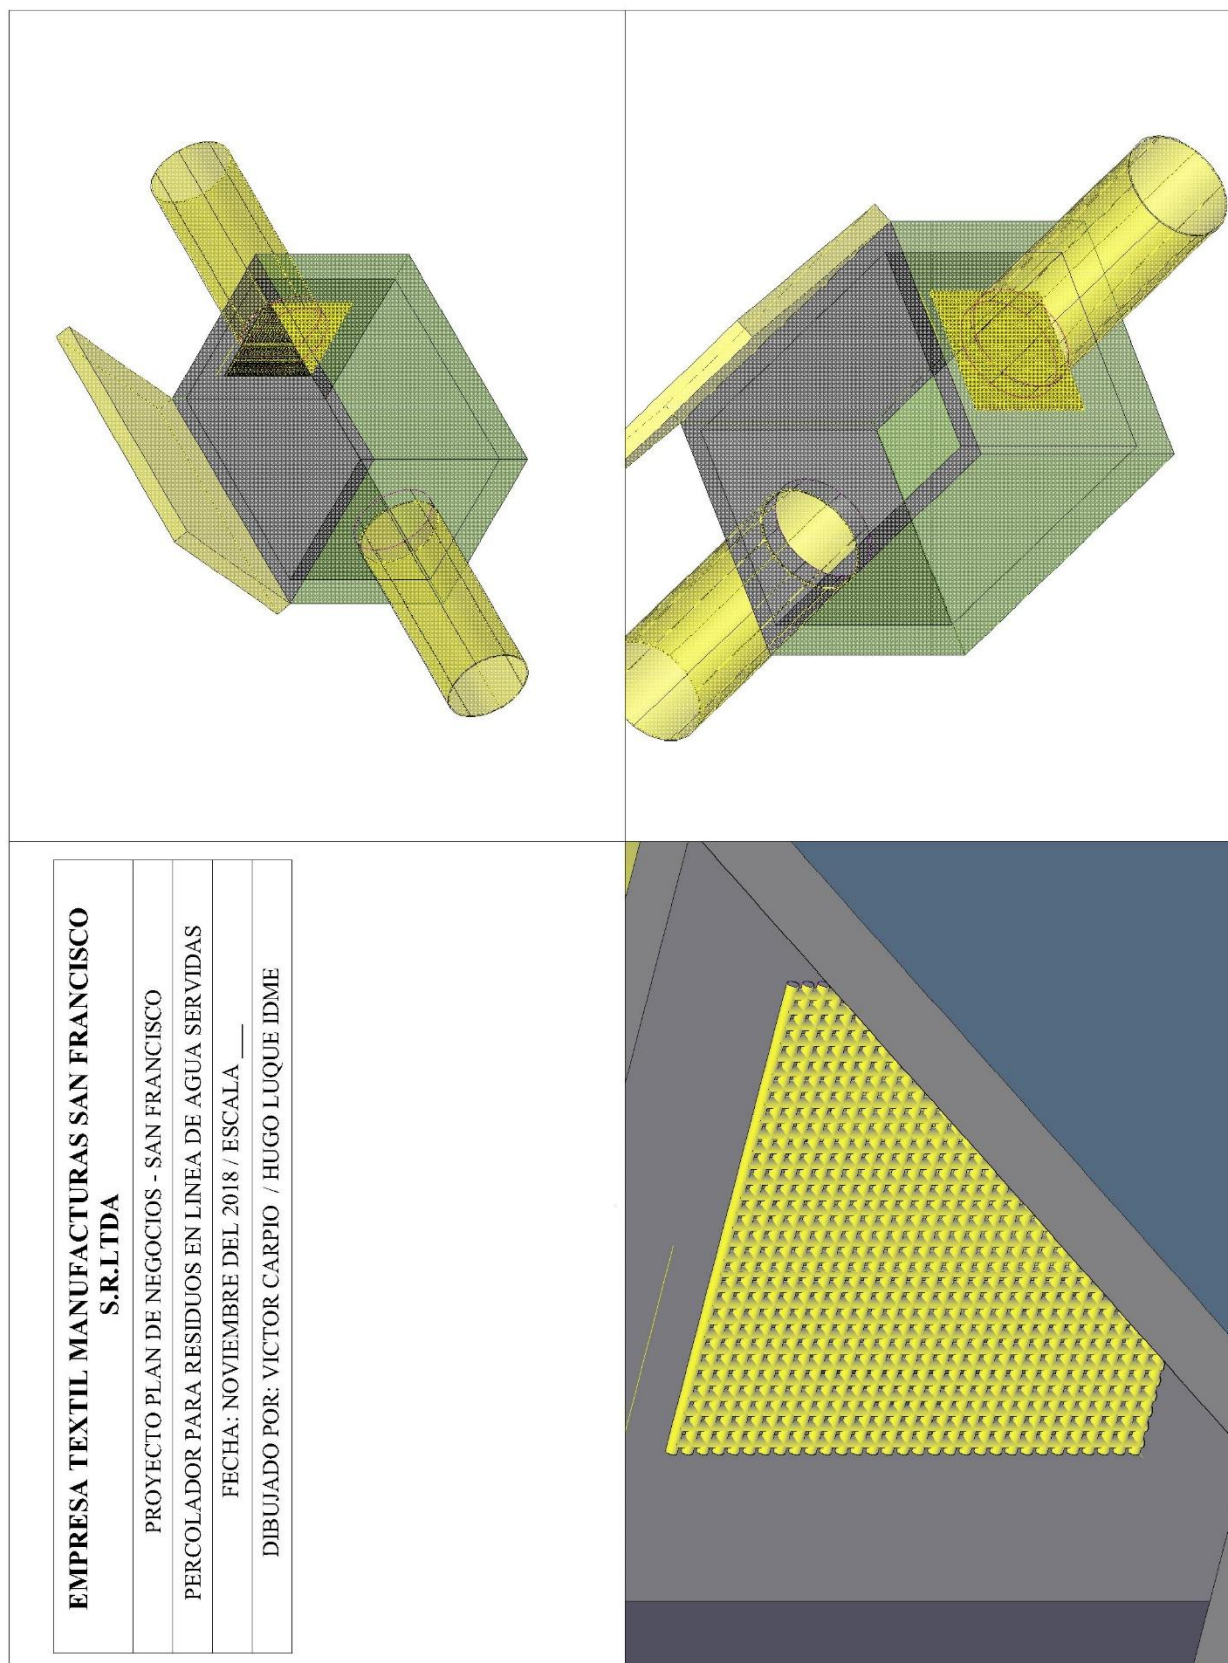 EMPRESA TEXTIL MANUFACTURAS SAN FRANCISCO
S.R.LTDA
PROYECTO PLAN DE NEGOCIOS - SAN FRANCISCO
PERCOLADOR PARA RESIDUOS EN LINEA DE AGUA SERVIDAS
FECHA: NOVIEMBRE DEL 2018 / ESCALA ___
DIBUJADO POR: VICTOR CARPIO / HUGO LUQUE IDME